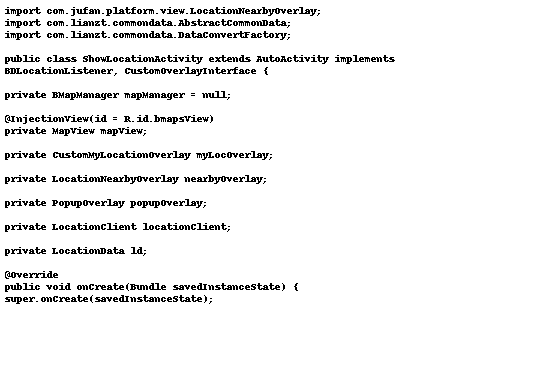 import com.jufan.platform.view.LocationNearbyOverlay;
import com.lianzt.commondata.AbstractCommonData;
import com.lianzt.commondata.DataConvertFactory;
public class ShowLocationActivity extends AutoActivity implements
BDLocationListener, CustomOverlayInterface {
private BMapManager mapManager = null;
@InjectionView(id = R.id.bmapsView)
private MapView mapView;
private CustomMyLocationOverlay myLocOverlay;
private LocationNearbyOverlay nearbyOverlay;
private PopupOverlay popupOverlay;
private LocationClient locationClient;
private LocationData ld;
@Override
public void onCreate(Bundle savedInstanceState) {
super.onCreate(savedInstanceState);